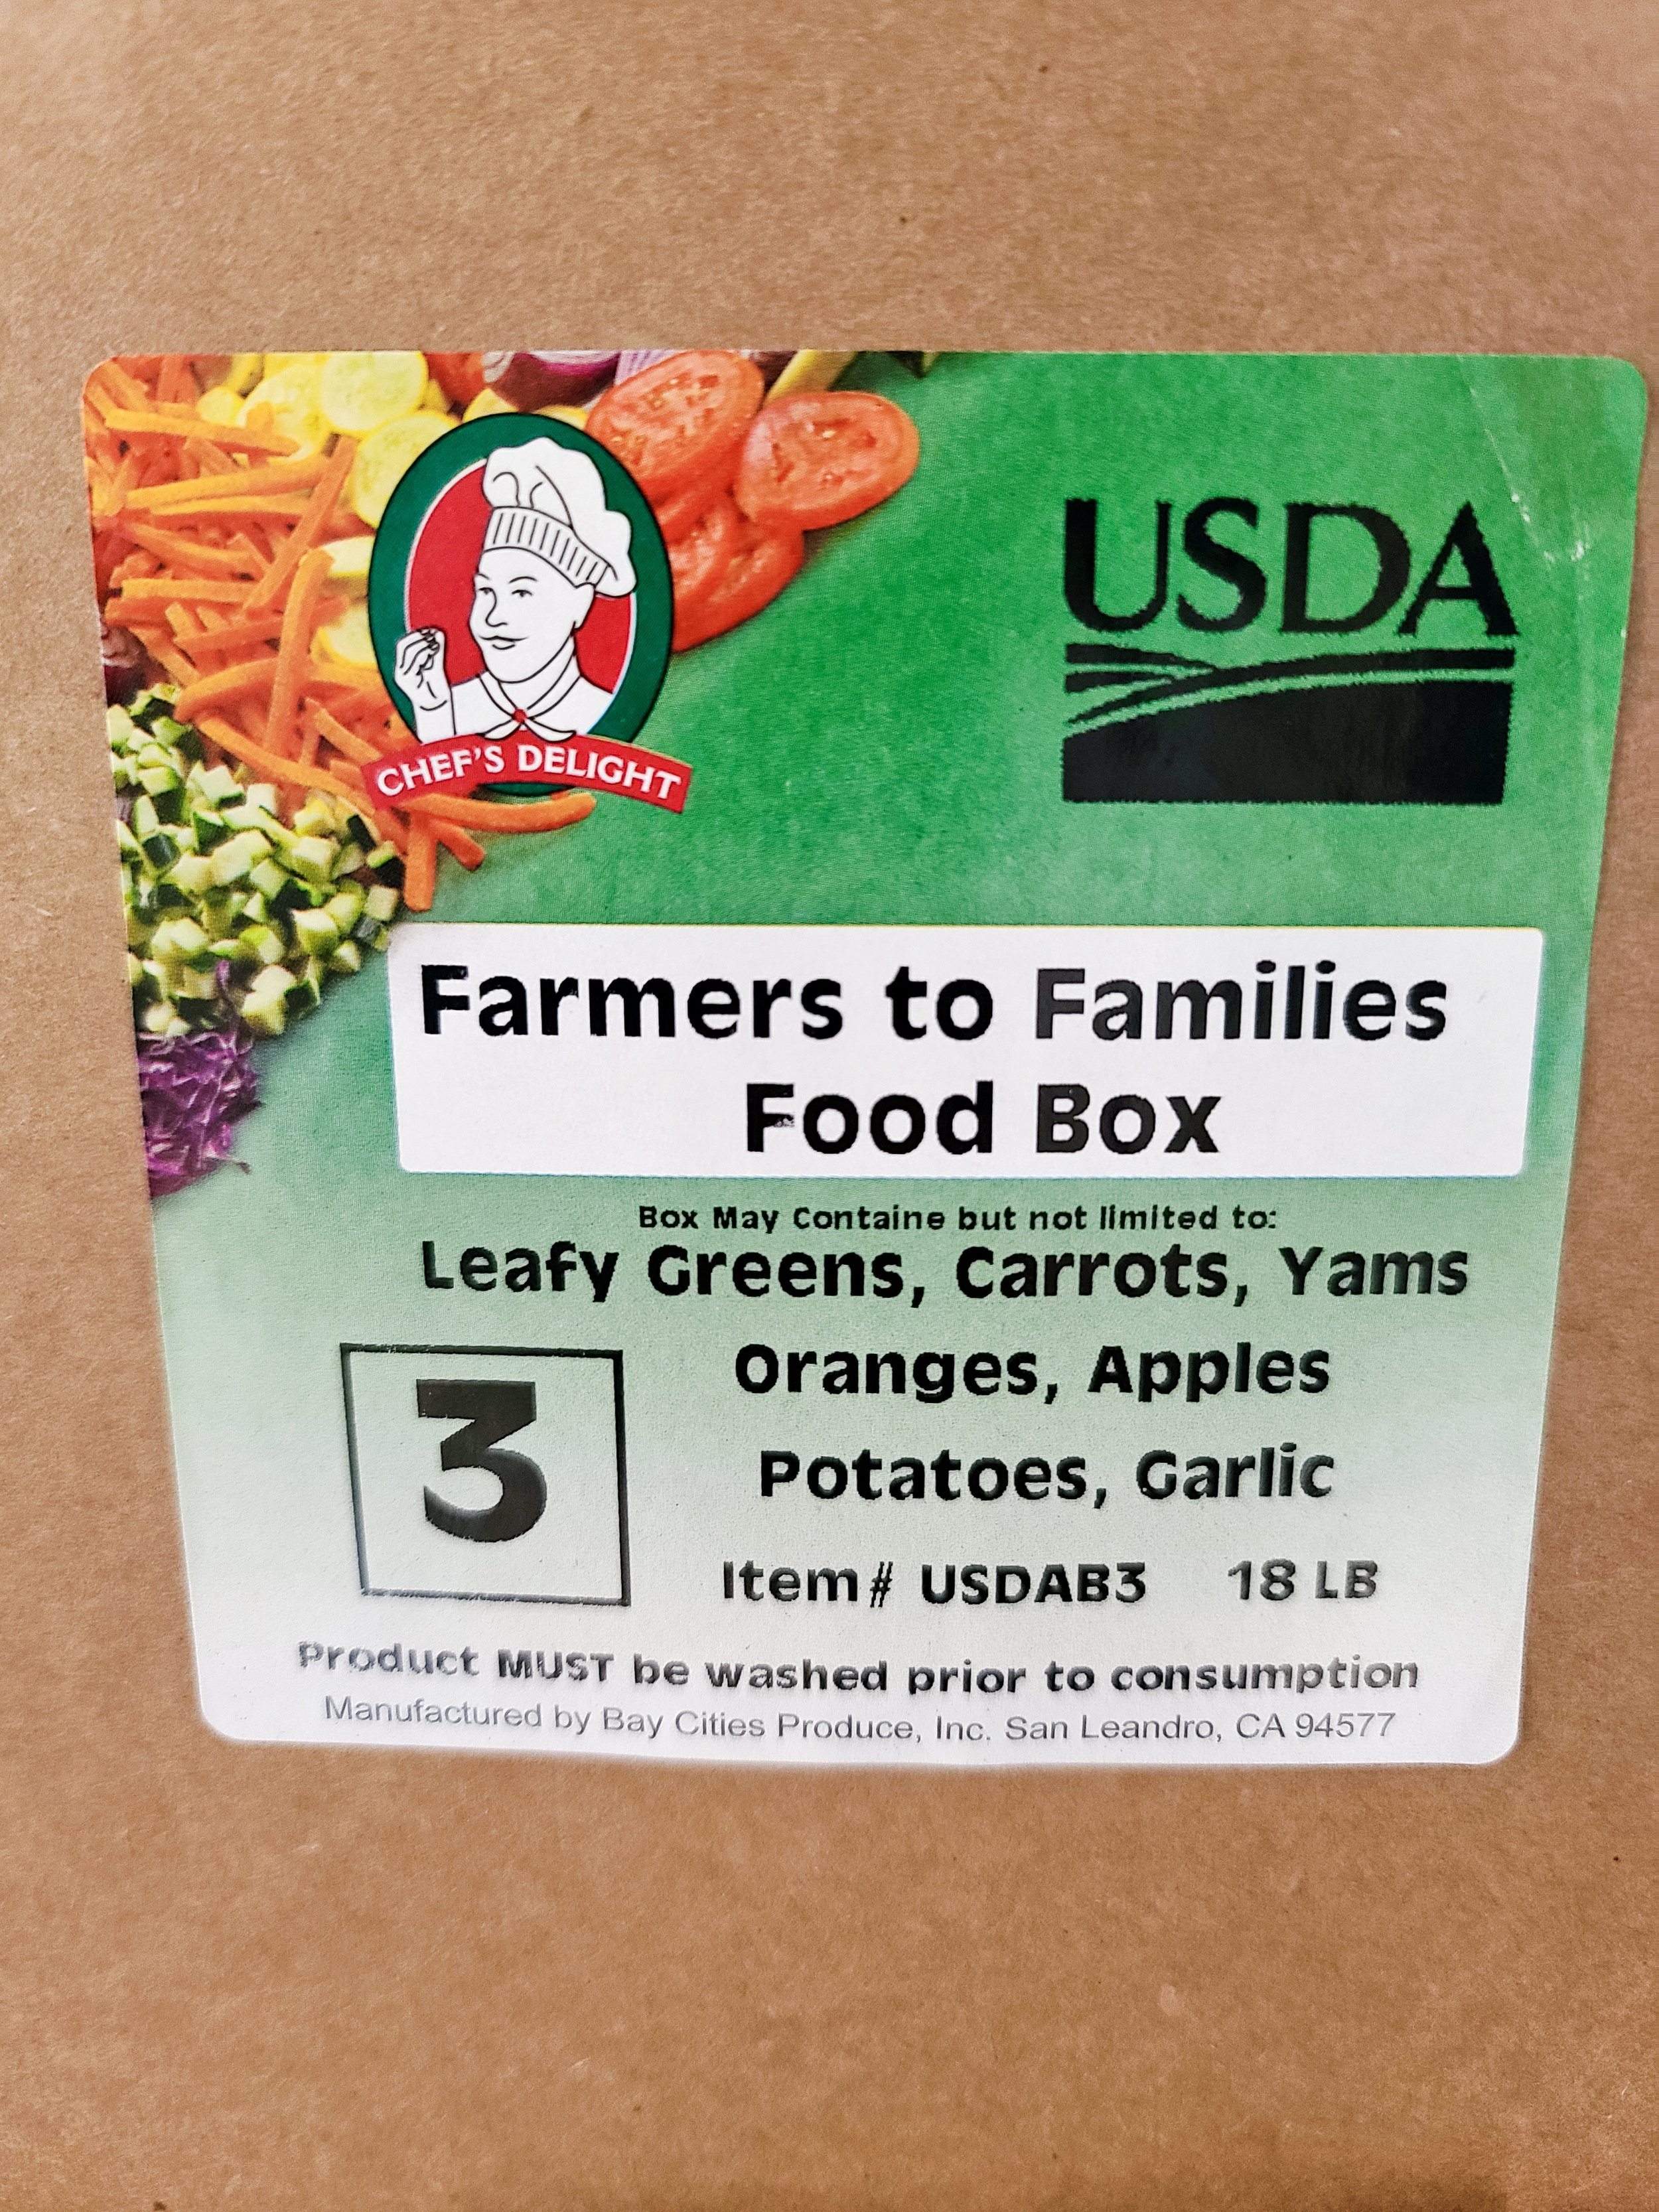 CHEF'S DELIGHT
USDA
Farmers to Families
Food Box
Box May Containe but not limited to:
Leafy Greens, Carrots, Yams
Oranges, Apples
3
Potatoes, Garlic
Item# USDAB3 18 LB
Product MUST be washed prior to consumption
Manufactured by Bay Cities Produce, Inc. San Leandro, CA 94577